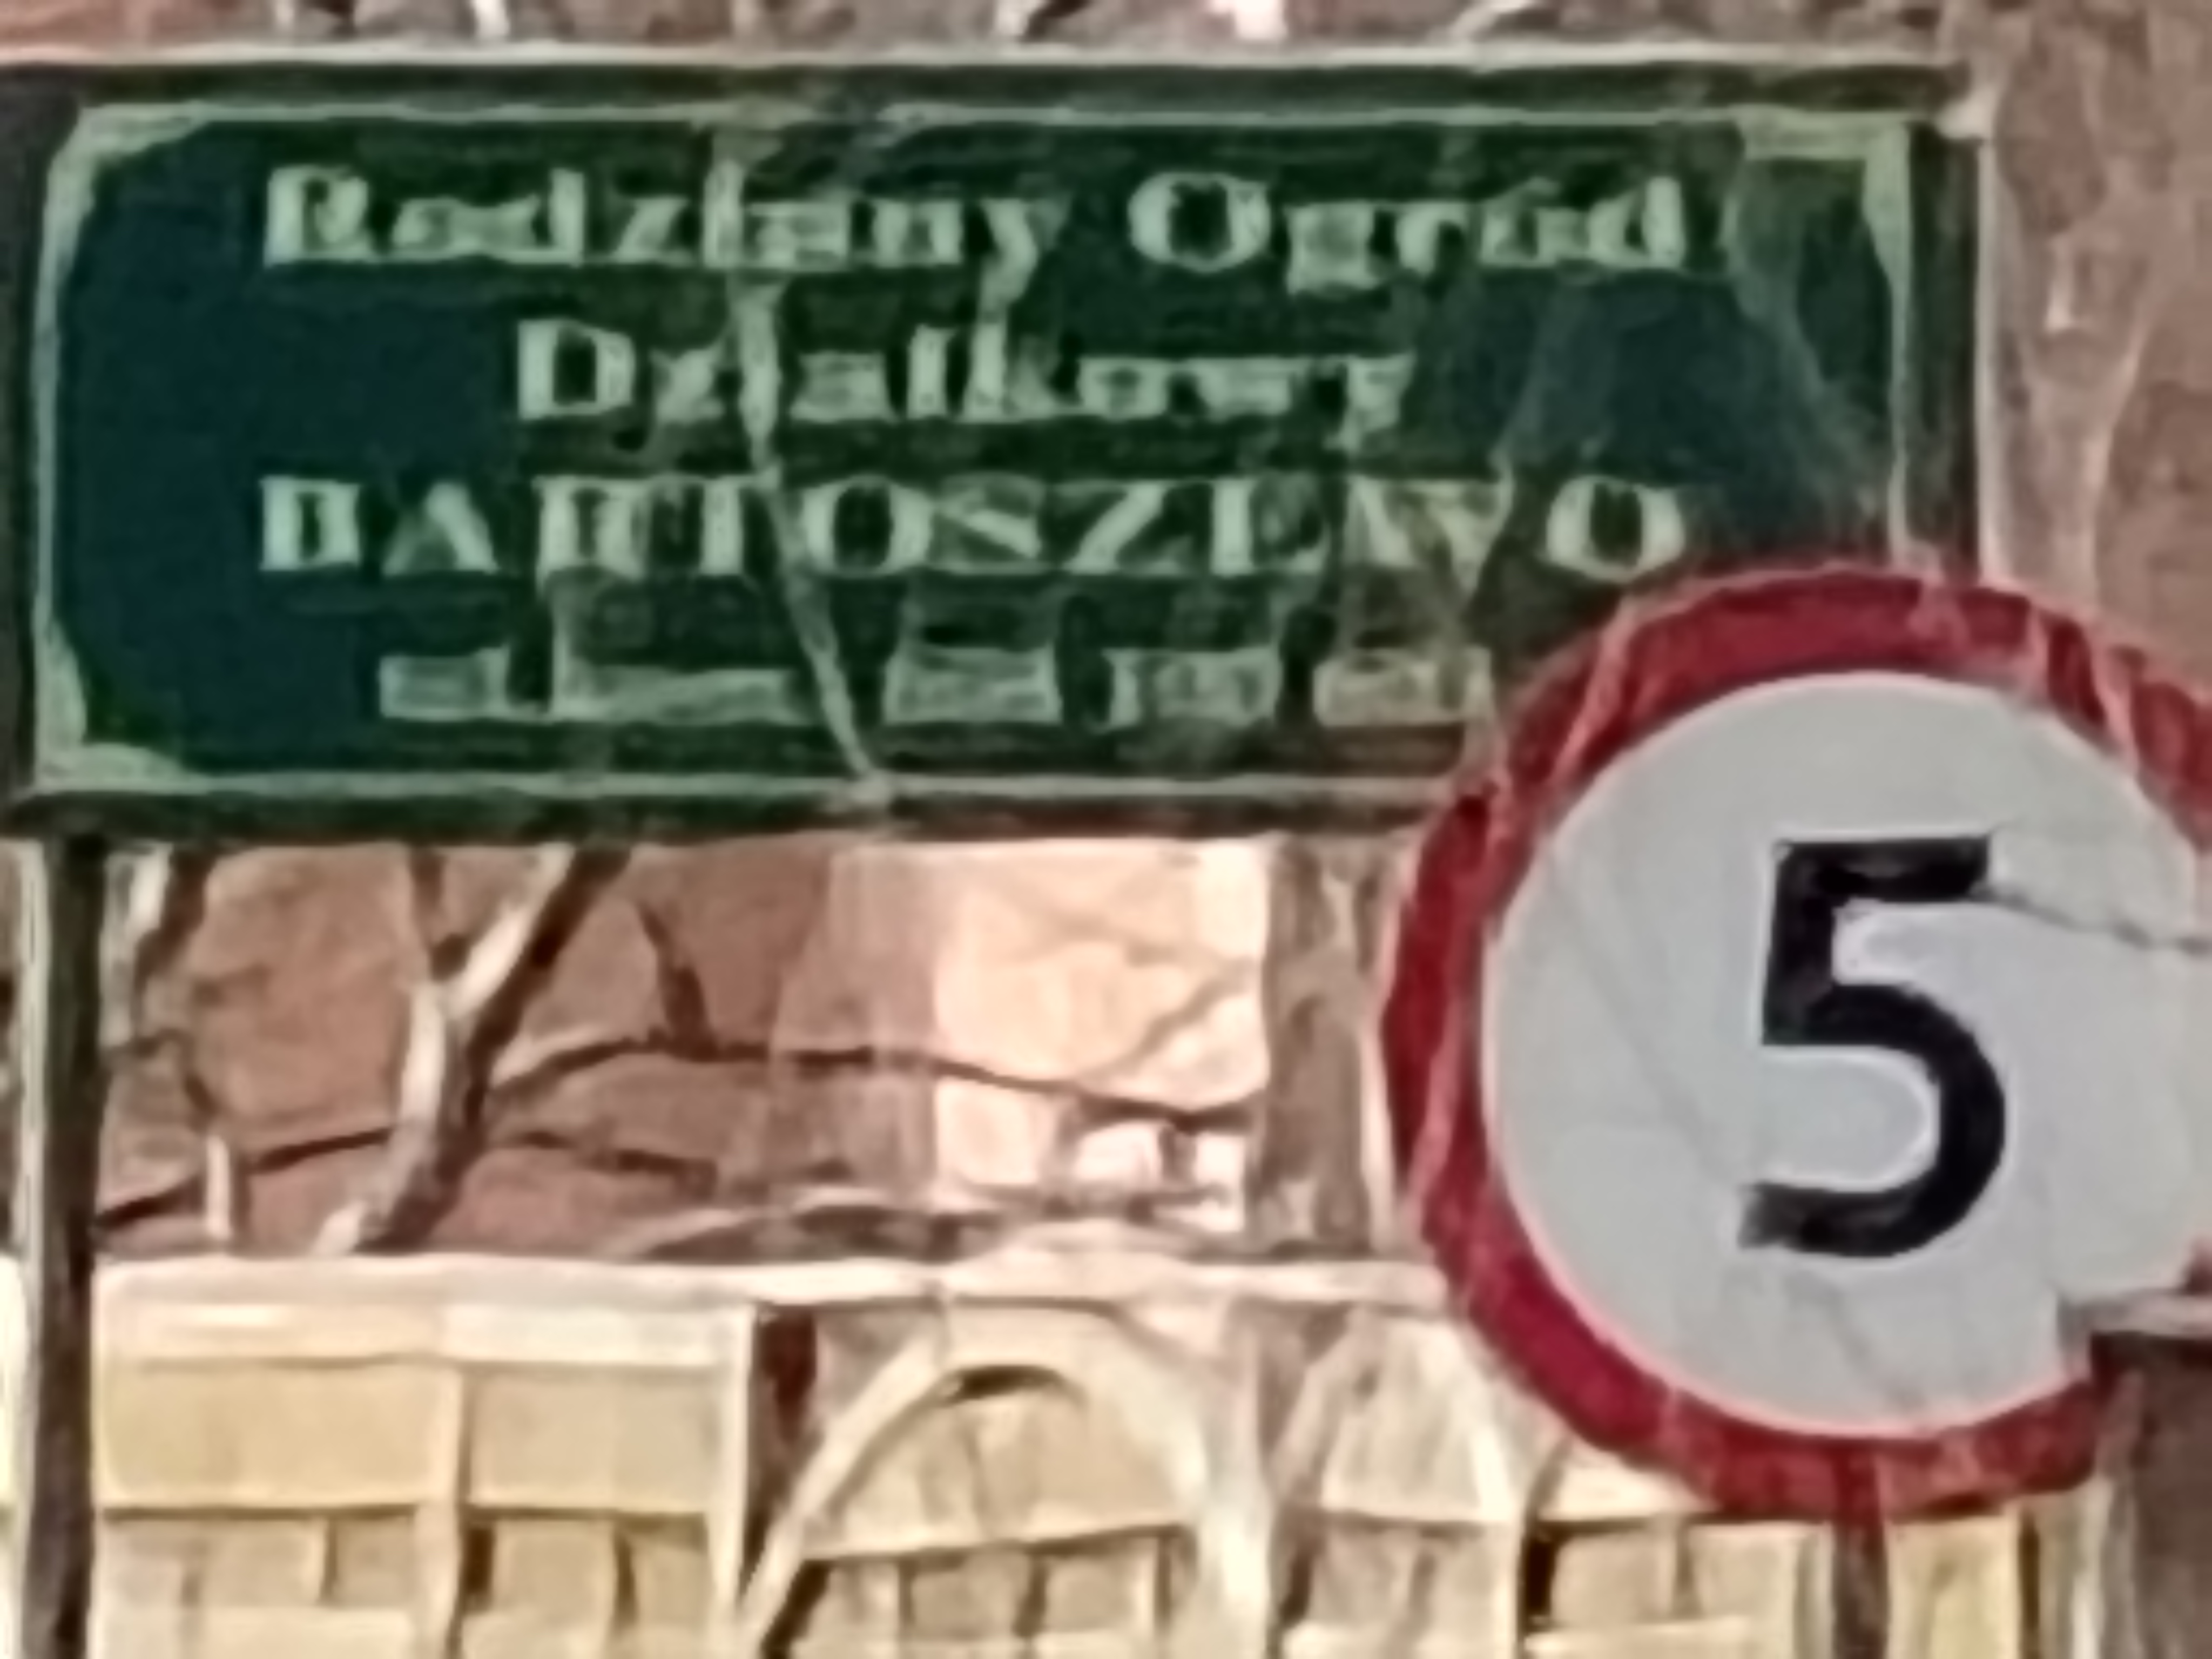 Rodzinny Ogród
Działkowy
BARTOSZEWO
5